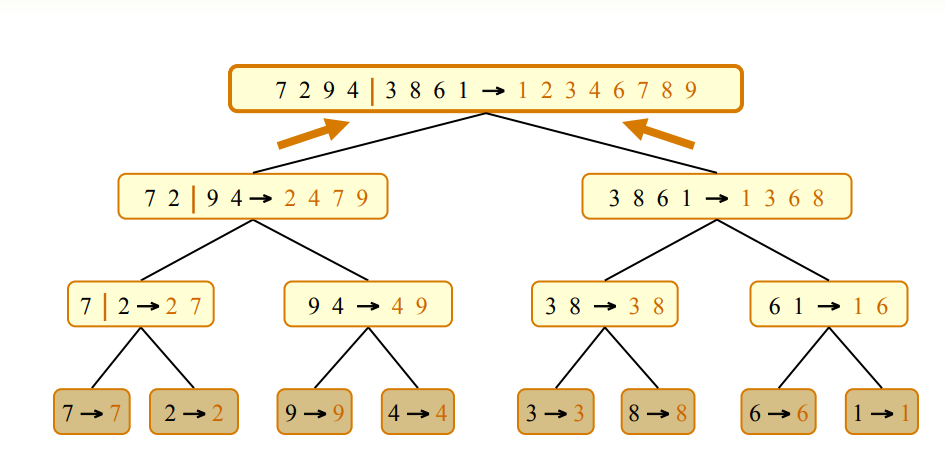 7 2 9 4 | 3 8 6 1 → 1 2 3 4 6 7 8 9
7 2 | 9 4 → 2 4 7 9
3 8 6 1 → 1 3 6 8
7 | 2 → 2 7
9 4 → 4 9
3 8 → 3 8
6 1 → 1 6
7 → 7
2 → 2
9 → 9
4 → 4
3 → 3
8 → 8
6 → 6
1 → 1